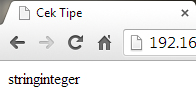 Cek Tipe
192.16
stringinteger